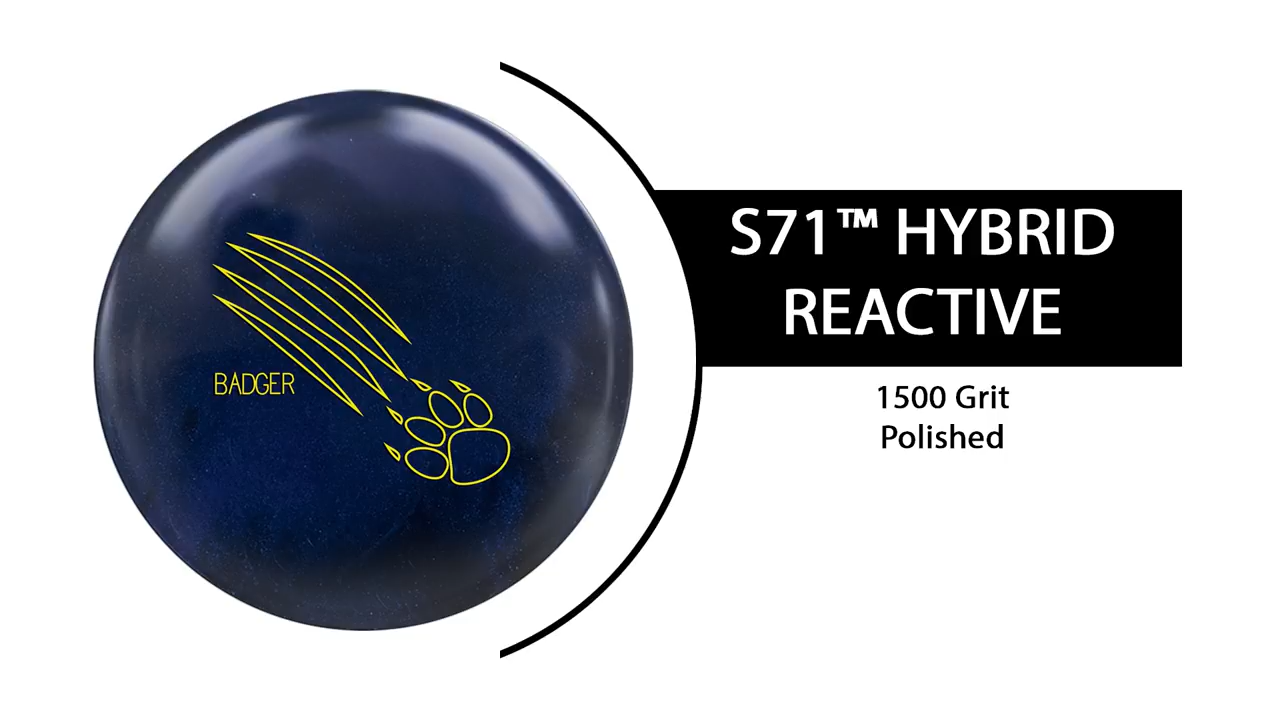 BADGER
S71™ HYBRID
REACTIVE
1500 Grit
Polished